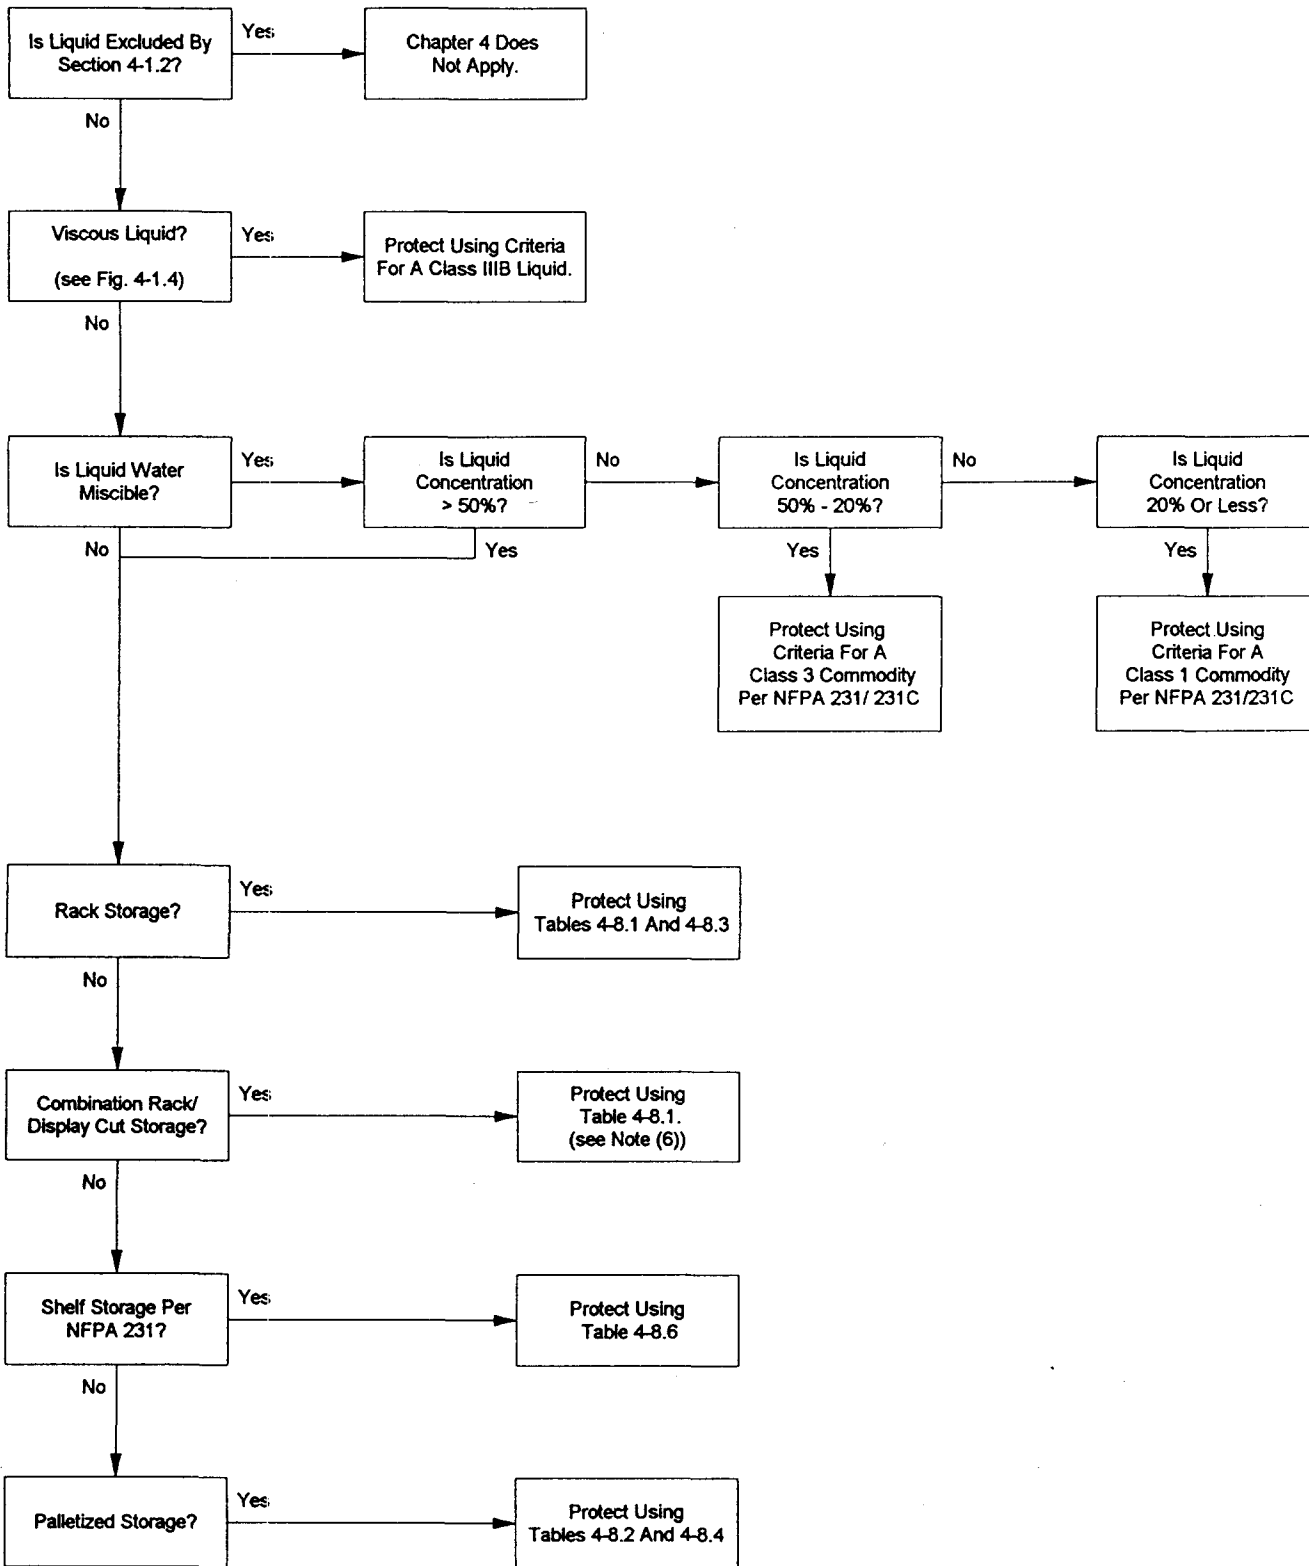 Is Liquid Excluded By
Section 4-1.2?
Yes
Chapter 4 Does
Not Apply.
No
Viscous Liquid?
(see Fig. 4-1.4)
Yes
Protect Using Criteria
For A Class IIIB Liquid.
No
Is Liquid Water
Miscible?
Yes
Is Liquid
Concentration
> 50%?
No
Is Liquid
Concentration
50% - 20%?
No
Is Liquid
Concentration
20% Or Less?
No
Yes
Yes
Yes
Protect Using
Criteria For A
Class 3 Commodity
Per NFPA 231/ 231C
Protect Using
Criteria For A
Class 1 Commodity
Per NFPA 231/231C
Rack Storage?
Yes
Protect Using
Tables 4-8.1 And 4-8.3
No
Combination Rack/
Display Cut Storage?
Yes
Protect Using
Table 4-8.1.
(see Note (6))
No
Shelf Storage Per
NFPA 231?
Yes
Protect Using
Table 4-8.6
No
Palletized Storage?
Yes
Protect Using
Tables 4-8.2 And 4-8.4